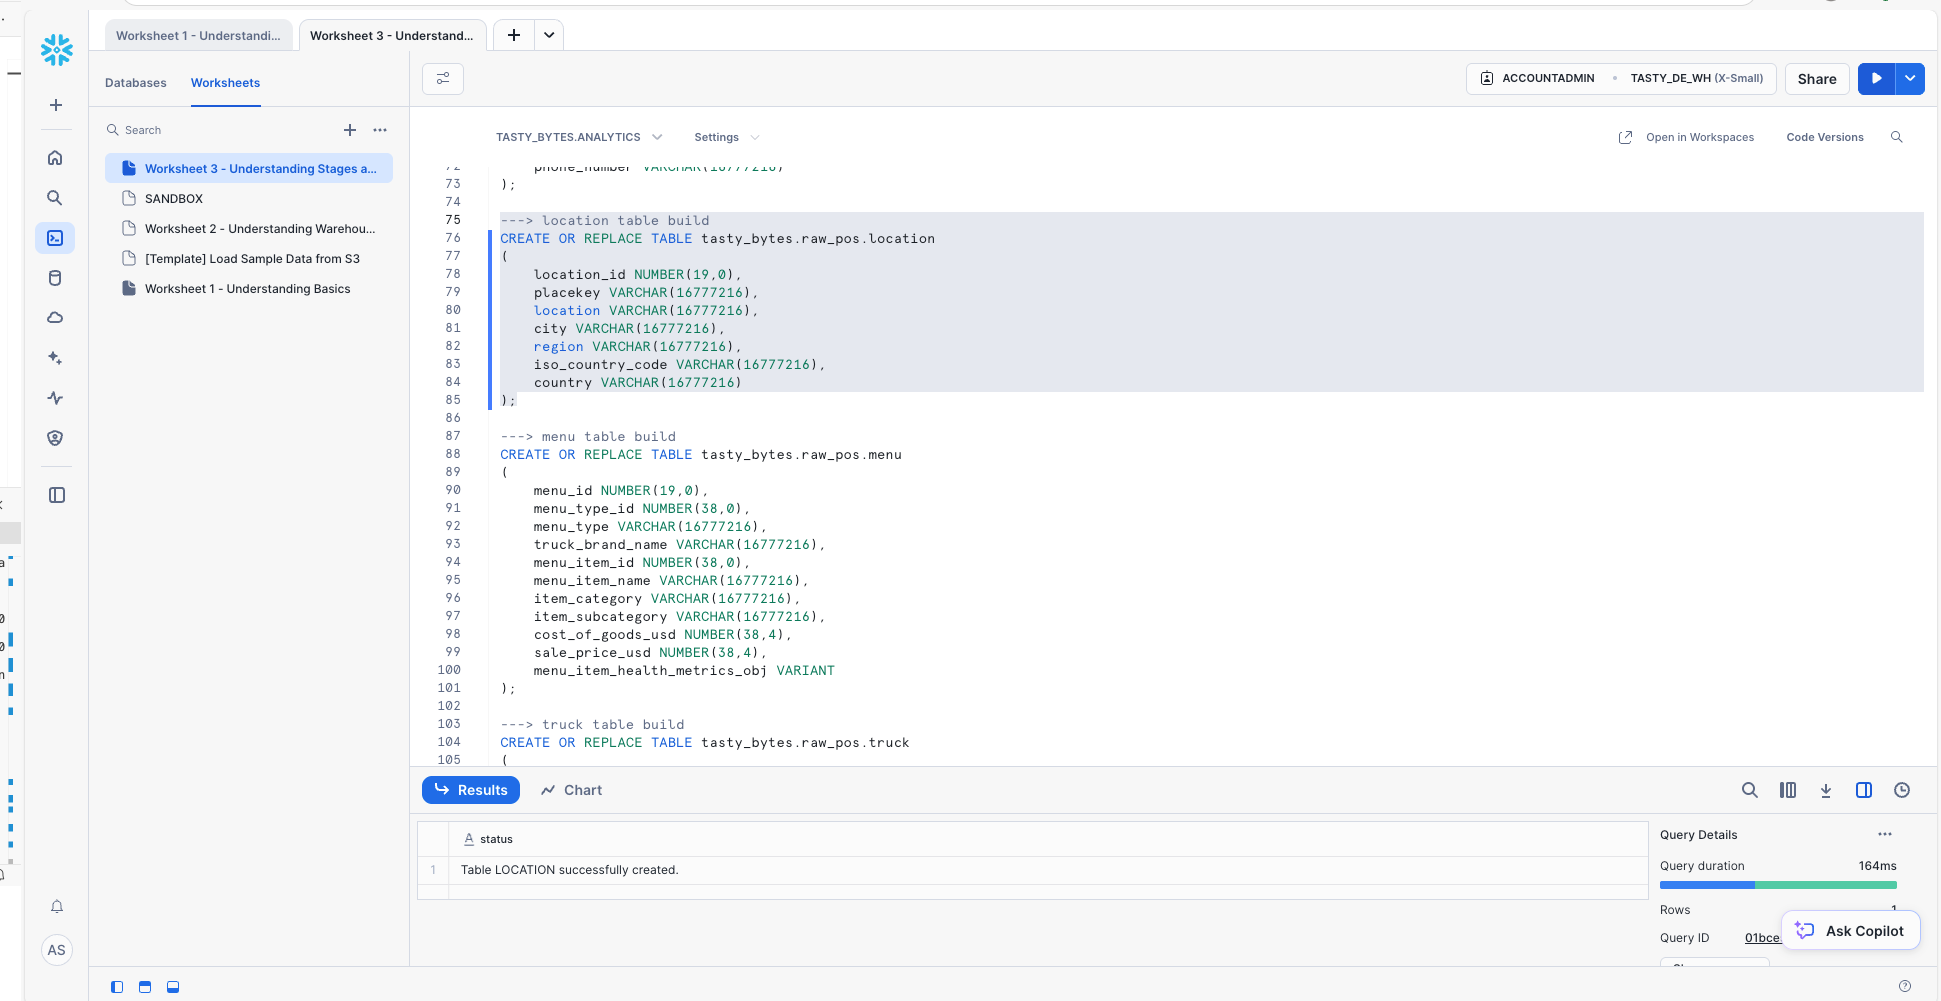 Worksheet 1 - Understandi...
Worksheet 3 - Understand...
Databases
Worksheets
ACCOUNTADMIN
TASTY_DE_WH (X-Small)
Share
Search
Worksheet 3 - Understanding Stages a...
SANDBOX
Worksheet 2 - Understanding Warehou...
[Template] Load Sample Data from S3
Worksheet 1 - Understanding Basics
AS
TASTY_BYTES.ANALYTICS
Settings
Open in Workspaces
Code Versions
72 phone_number VARCHAR(16777216)
73 );
74
75 ---> location table build
76 CREATE OR REPLACE TABLE tasty_bytes.raw_pos.location
77 (
78 location_id NUMBER(19,0),
79 placekey VARCHAR(16777216),
80 location VARCHAR(16777216),
81 city VARCHAR(16777216),
82 region VARCHAR(16777216),
83 iso_country_code VARCHAR(16777216),
84 country VARCHAR(16777216)
85 );
86
87 ---> menu table build
88 CREATE OR REPLACE TABLE tasty_bytes.raw_pos.menu
89 (
90 menu_id NUMBER(19,0),
91 menu_type_id NUMBER(38,0),
92 menu_type VARCHAR(16777216),
93 truck_brand_name VARCHAR(16777216),
94 menu_item_id NUMBER(38,0),
95 menu_item_name VARCHAR(16777216),
96 item_category VARCHAR(16777216),
97 item_subcategory VARCHAR(16777216),
98 cost_of_goods_usd NUMBER(38,4),
99 sale_price_usd NUMBER(38,4),
100 menu_item_health_metrics_obj VARIANT
101 );
102
103 ---> truck table build
104 CREATE OR REPLACE TABLE tasty_bytes.raw_pos.truck
105 (
Results
Chart
A status
1 Table LOCATION successfully created.
Query Details
Query duration 164ms
Rows 1
Query ID 01bce
Ask Copilot